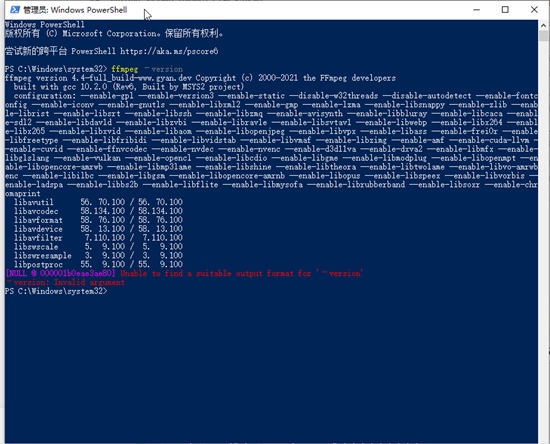 管理员: Windows PowerShell
Windows PowerShell
版权所有 (C) Microsoft Corporation。保留所有权利。
尝试新的跨平台 PowerShell https://aka.ms/pscore6
PS C:\Windows\system32> ffmpeg －version
ffmpeg version 4.4-full_build-www.gyan.dev Copyright (c) 2000-2021 the FFmpeg developers
built with gcc 10.2.0 (Rev6, Built by MSYS2 project)
configuration: --enable-gpl --enable-version3 --enable-static --disable-w32threads --disable-autodetect --enable-fontc
onfig --enable-iconv --enable-gnutls --enable-libxml2 --enable-gmp --enable-lzma --enable-libsnappy --enable-zlib --enabl
e-librist --enable-libsrt --enable-libssh --enable-libzmq --enable-avisynth --enable-libbluray --enable-libcaca --enabl
e-sdl2 --enable-libdav1d --enable-libzvbi --enable-librav1e --enable-libsvtav1 --enable-libwebp --enable-libx264 --enabl
e-libx265 --enable-libxvid --enable-libaom --enable-libopenjpeg --enable-libvpx --enable-libass --enable-frei0r --enable-
libfreetype --enable-libfribidi --enable-libvidstab --enable-libvmaf --enable-libzimg --enable-amf --enable-cuda-llvm --
enable-cuvid --enable-ffnvcodec --enable-nvdec --enable-nvenc --enable-d3d11va --enable-dxva2 --enable-libmfx --enable-
libglslang --enable-vulkan --enable-opencl --enable-libcdio --enable-libgme --enable-libmodplug --enable-libopenmpt --en
able-libopencore-amrwb --enable-libmp3lame --enable-libshine --enable-libtheora --enable-libtwolame --enable-libvo-amrwb
enc --enable-libilbc --enable-libgsm --enable-libopencore-amrnb --enable-libopus --enable-libspeex --enable-libvorbis --
enable-ladspa --enable-libbs2b --enable-libflite --enable-libmysofa --enable-librubberband --enable-libsoxr --enable-chr
omaprint
libavutil 56. 70.100 / 56. 70.100
libavcodec 58.134.100 / 58.134.100
libavformat 58. 76.100 / 58. 76.100
libavdevice 58. 13.100 / 58. 13.100
libavfilter 7.110.100 / 7.110.100
libswscale 5. 9.100 / 5. 9.100
libswresample 3. 9.100 / 3. 9.100
libpostproc 55. 9.100 / 55. 9.100
[NULL @ 000001b0eae3aeB0] Unable to find a suitable output format for '－version'
－version: Invalid argument
PS C:\Windows\system32>